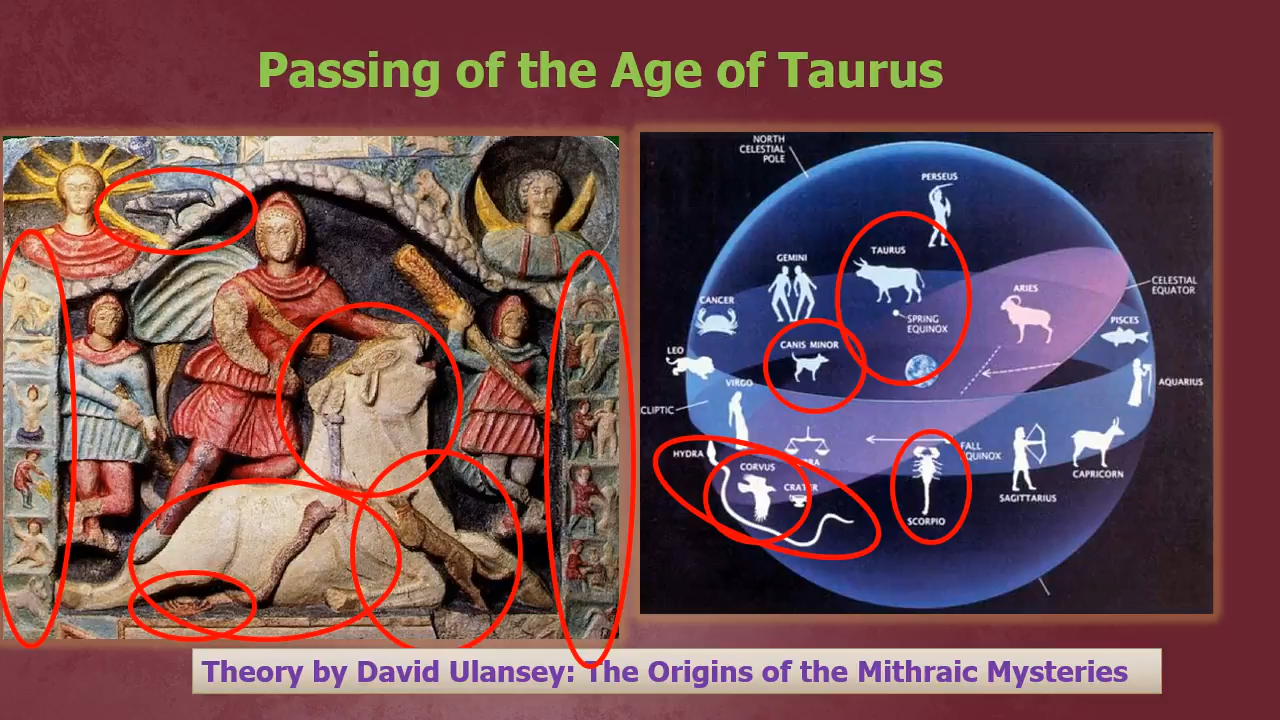 Passing of the Age of Taurus
NORTH
CELESTIAL
POLE
PERSEUS
TAURUS
GEMINI
CELESTIAL
EQUATOR
ARIES
CANCER
SPRING
EQUINOX
PISCES
CANIS MINOR
LEO
VIRGO
AQUARIUS
CLIPTIC
FALL
QUINOX
HYDRA
RA
CORVUS
CRATER
CAPRICORN
SAGITTARIUS
SCORPIO
Theory by David Ulansey: The Origins of the Mithraic Mysteries